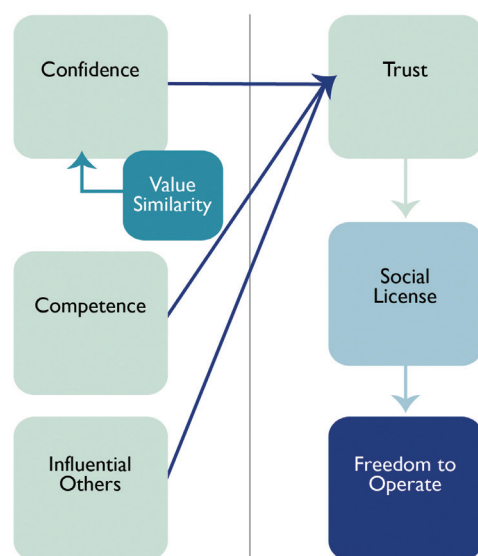 Confidence
Trust
Value
Similarity
Social
License
Competence
Influential
Others
Freedom to
Operate